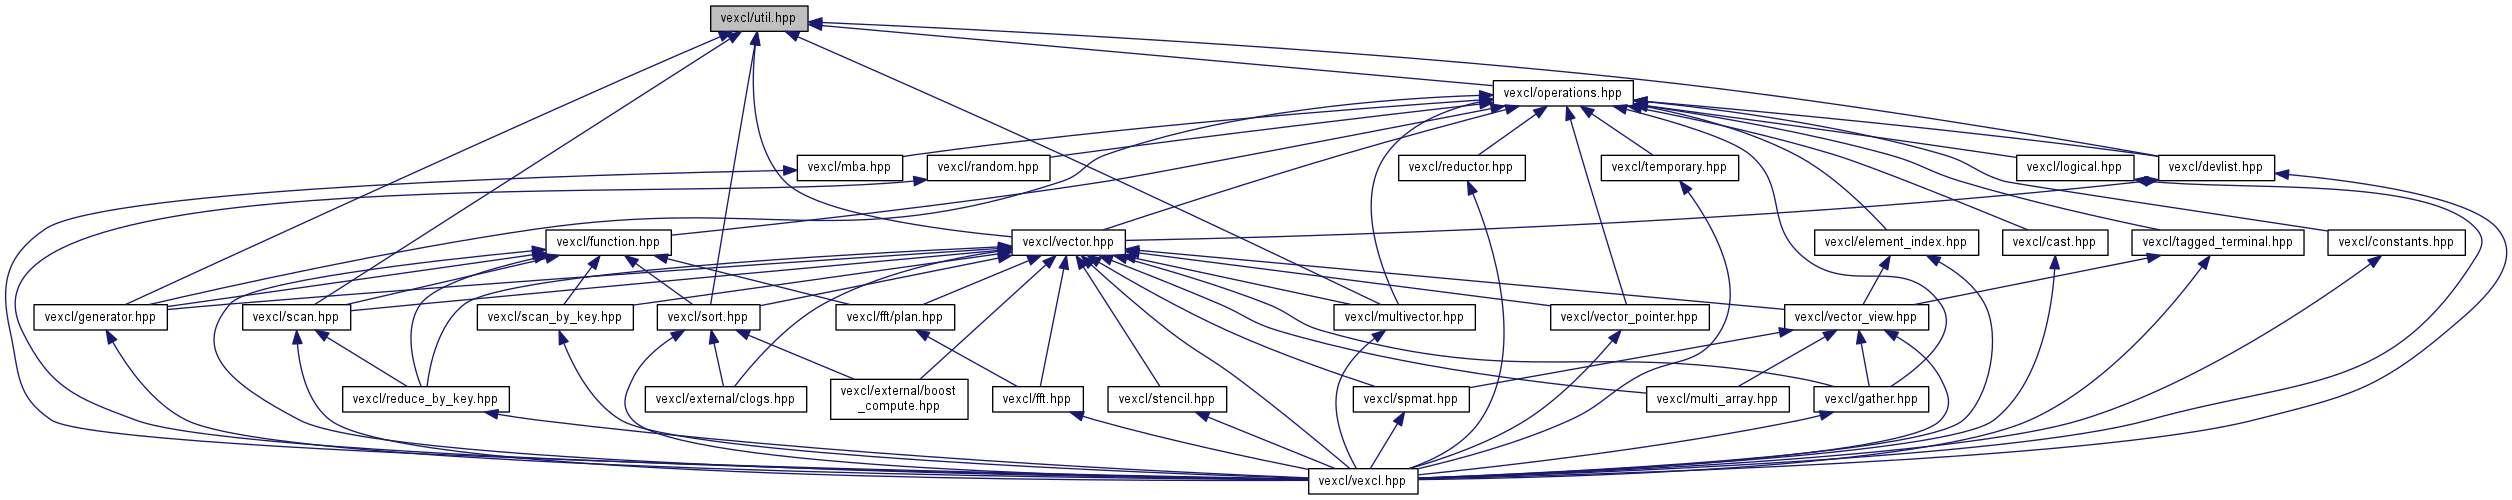 vexcl/util.hpp
vexcl/operations.hpp
vexcl/mba.hpp
vexcl/random.hpp
vexcl/reductor.hpp
vexcl/temporary.hpp
vexcl/logical.hpp
vexcl/devlist.hpp
vexcl/function.hpp
vexcl/vector.hpp
vexcl/element_index.hpp
vexcl/cast.hpp
vexcl/tagged_terminal.hpp
vexcl/constants.hpp
vexcl/generator.hpp
vexcl/scan.hpp
vexcl/scan_by_key.hpp
vexcl/sort.hpp
vexcl/fft/plan.hpp
vexcl/multivector.hpp
vexcl/vector_pointer.hpp
vexcl/vector_view.hpp
vexcl/reduce_by_key.hpp
vexcl/external/clogs.hpp
vexcl/external/boost
_compute.hpp
vexcl/fft.hpp
vexcl/stencil.hpp
vexcl/spmat.hpp
vexcl/multi_array.hpp
vexcl/gather.hpp
vexcl/vexcl.hpp